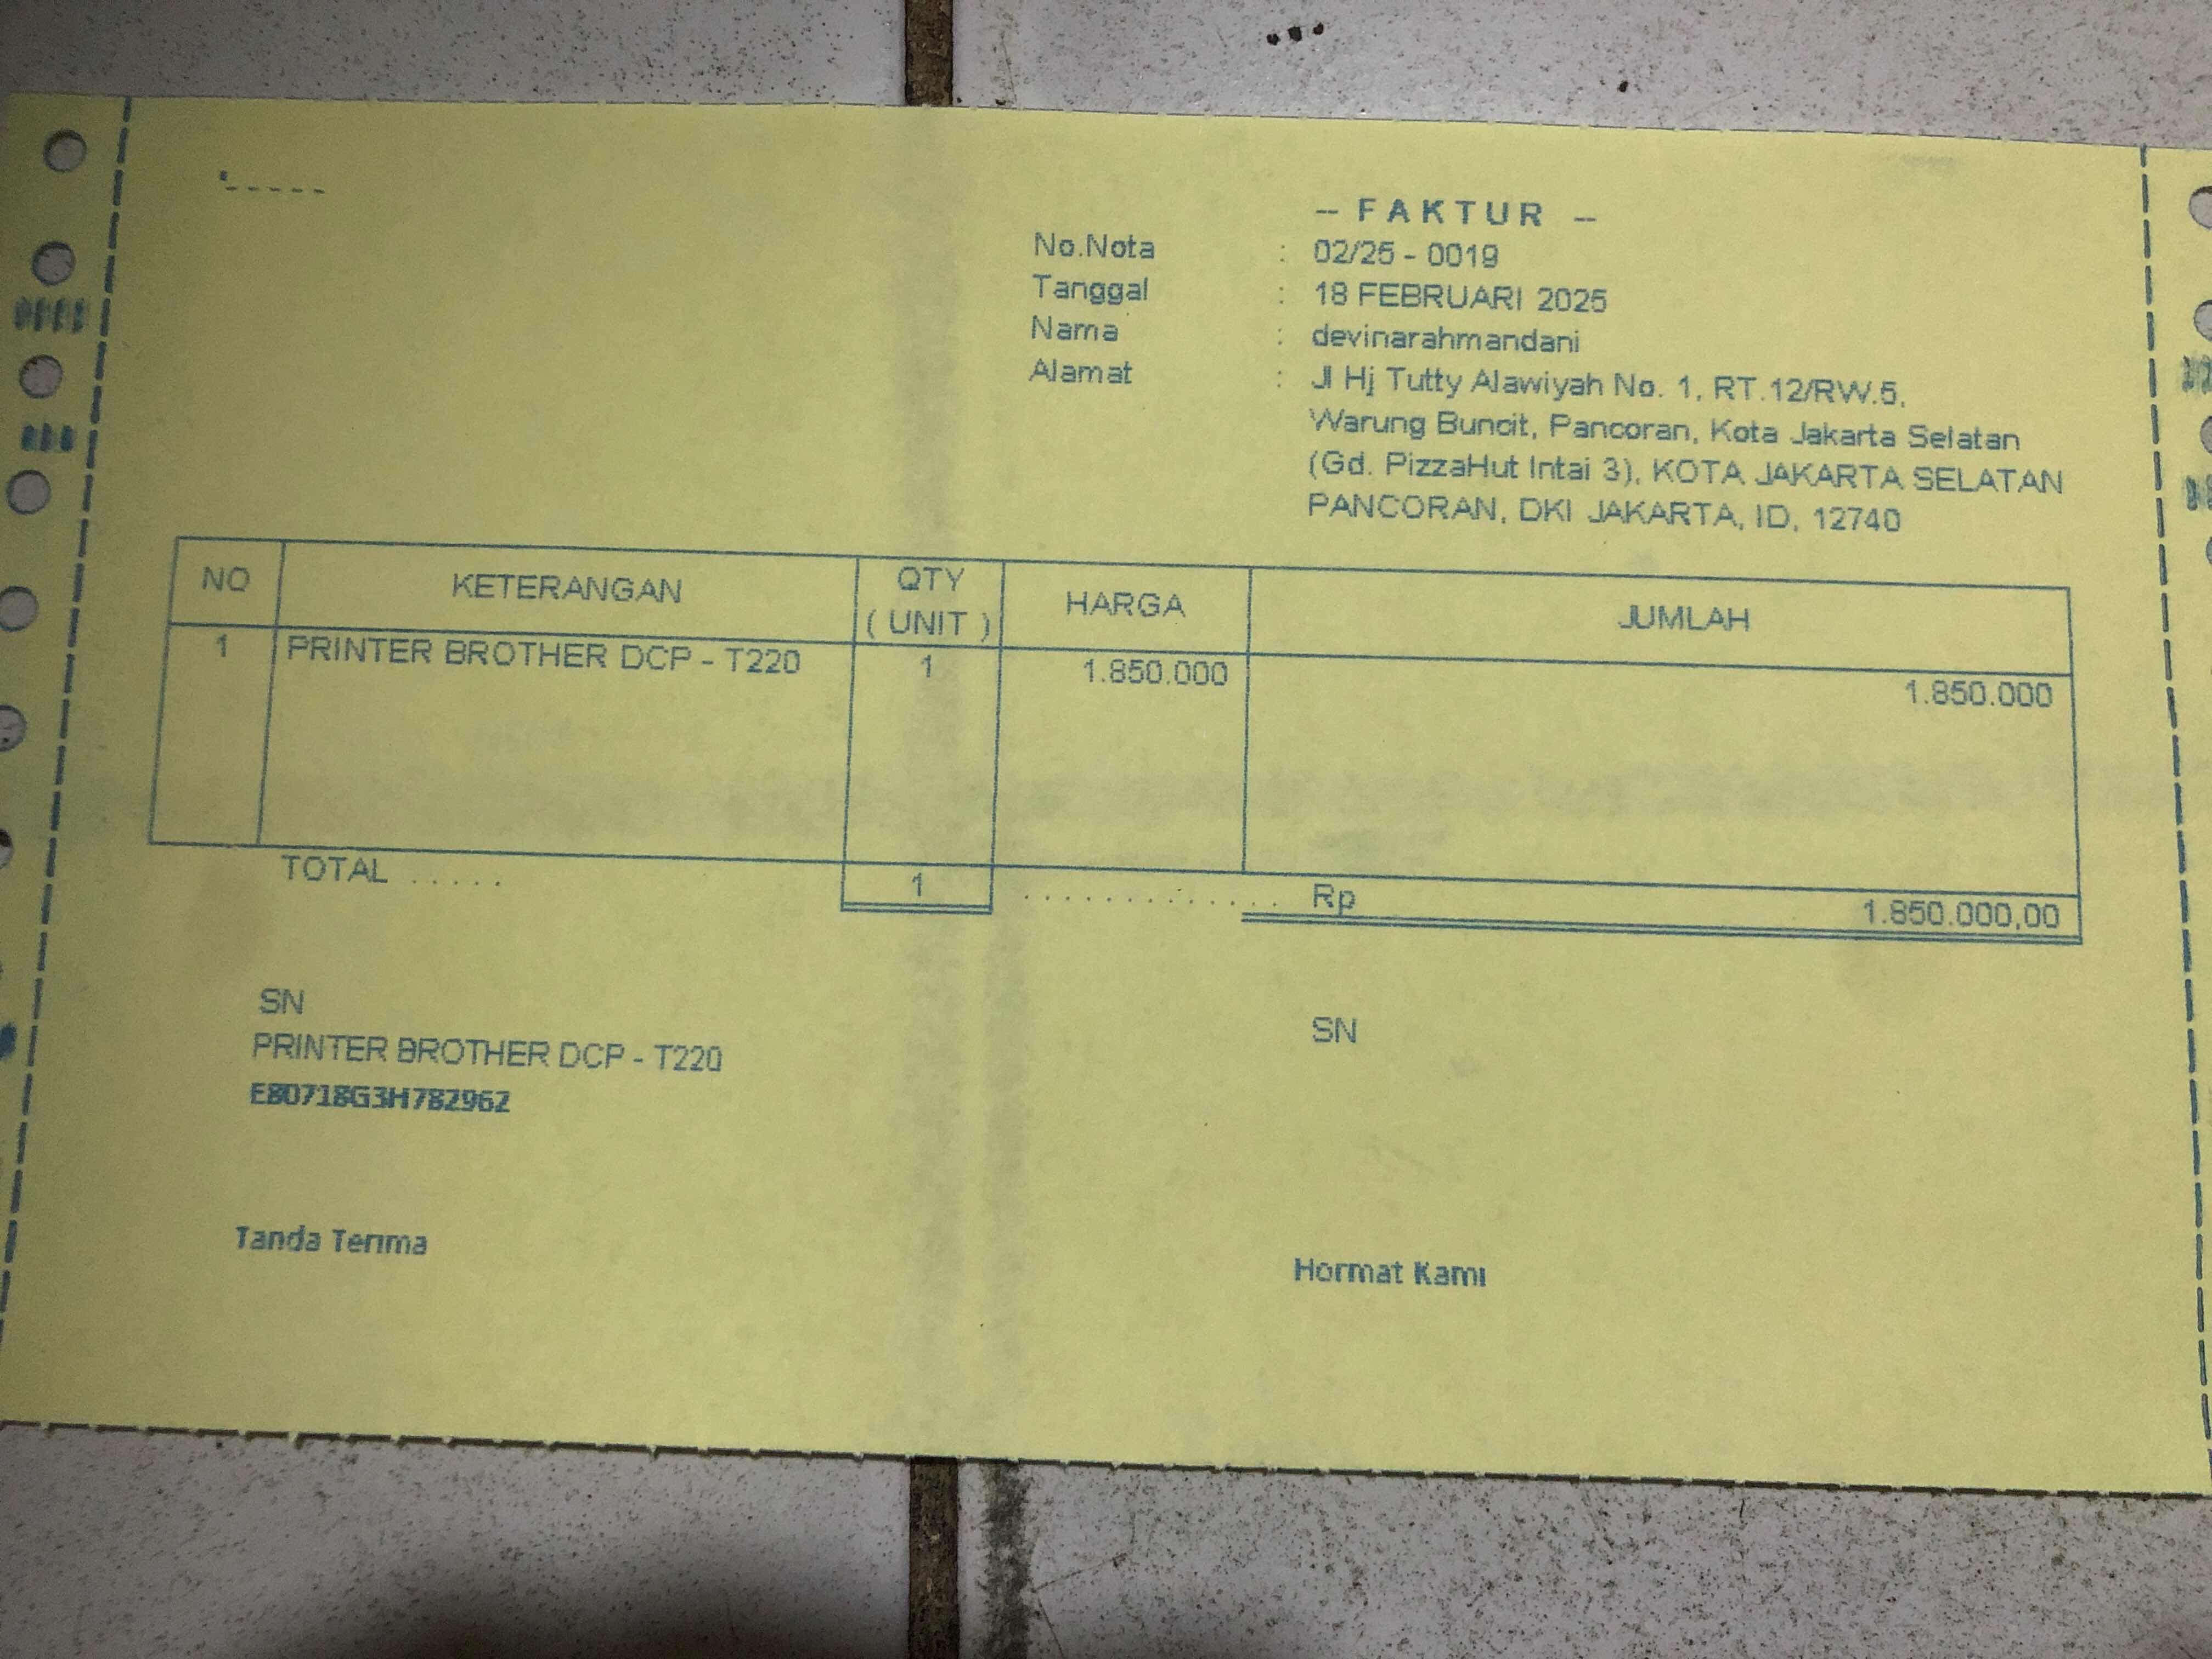 -- F A K T U R --
No.Nota : 02/25 - 0019
Tanggal : 18 FEBRUARI 2025
Nama : devinarahmandani
Alamat : Jl Hj Tutty Alawiyah No. 1, RT.12/RW.5,
Warung Buncit, Pancoran, Kota Jakarta Selatan
(Gd. PizzaHut Intai 3), KOTA JAKARTA SELATAN
PANCORAN, DKI JAKARTA, ID, 12740
NO KETERANGAN QTY ( UNIT ) HARGA JUMLAH
1 PRINTER BROTHER DCP - T220 1 1.850.000 1.850.000
TOTAL ..... 1 ............. Rp 1.850.000,00
SN SN
PRINTER BROTHER DCP - T220
E80718G3H782962
Tanda Terima Hormat Kami